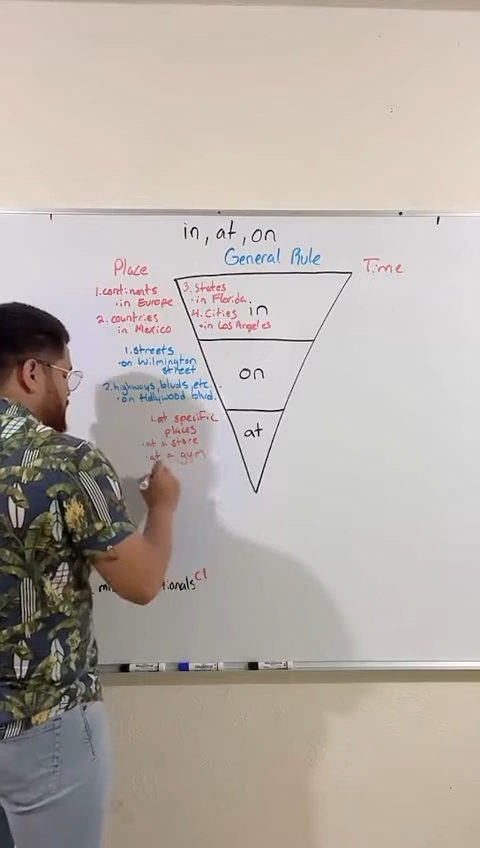 in, at, on
General Rule
Place
Time
1. continents
• in Europe
2. countries
in Mexico
3. States
• in Florida.
4. Cities
• in Los Angeles
in
1. streets
• on Wilmington
street
2. highways, blvds, etc.
• on Hollywood blvd.
on
1. at specific
places
• at a store
• at a gym
at
C1